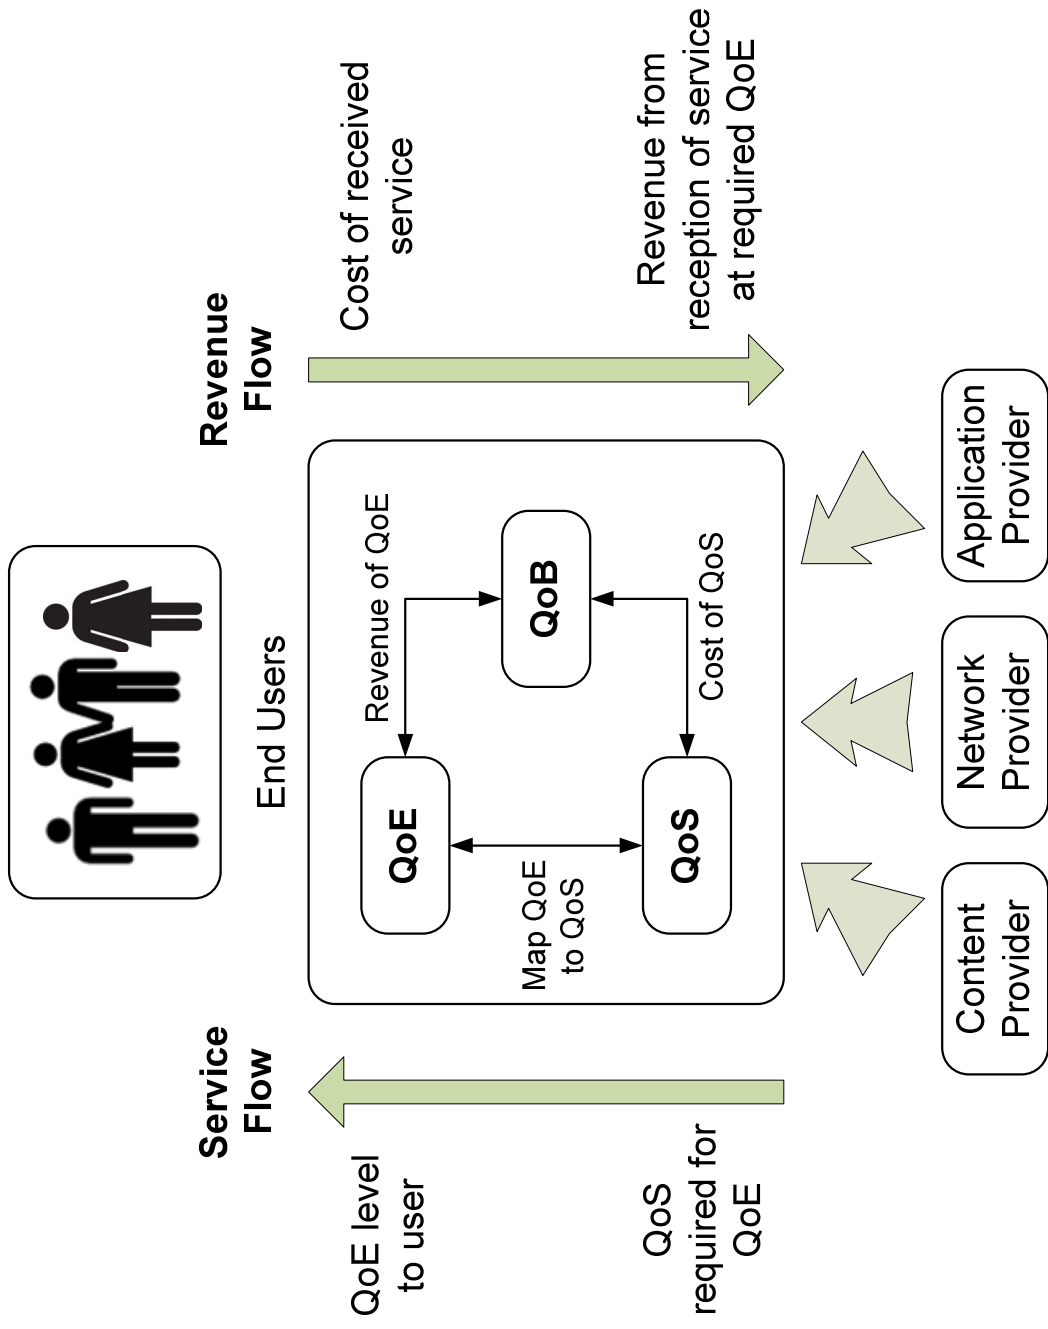 End Users
Service
Flow
Revenue
Flow
QoE level
to user
QoS
required for
QoE
QoE
Revenue of QoE
QoB
Map QoE
to QoS
QoS
Cost of QoS
Cost of received
service
Revenue from
reception of service
at required QoE
Content
Provider
Network
Provider
Application
Provider